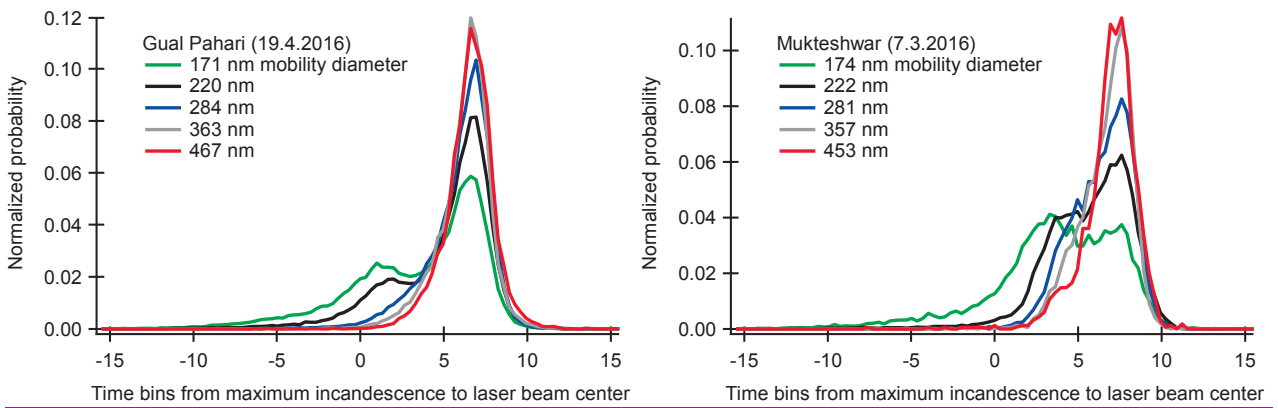 Gual Pahari (19.4.2016)
171 nm mobility diameter
220 nm
284 nm
363 nm
467 nm
Normalized probability
0.12
0.10
0.08
0.06
0.04
0.02
0.00
-15 -10 -5 0 5 10 15
Time bins from maximum incandescence to laser beam center
Mukteshwar (7.3.2016)
174 nm mobility diameter
222 nm
281 nm
357 nm
453 nm
Normalized probability
0.10
0.08
0.06
0.04
0.02
0.00
-15 -10 -5 0 5 10 15
Time bins from maximum incandescence to laser beam center